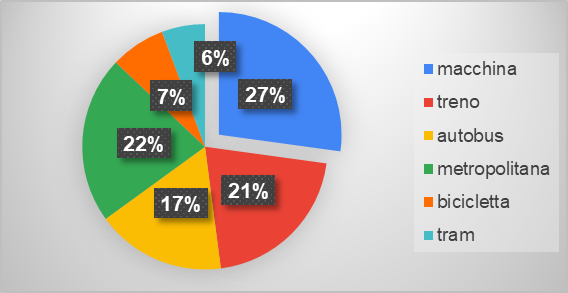 6%
27%
7%
22%
21%
17%
macchina
treno
autobus
metropolitana
bicicletta
tram